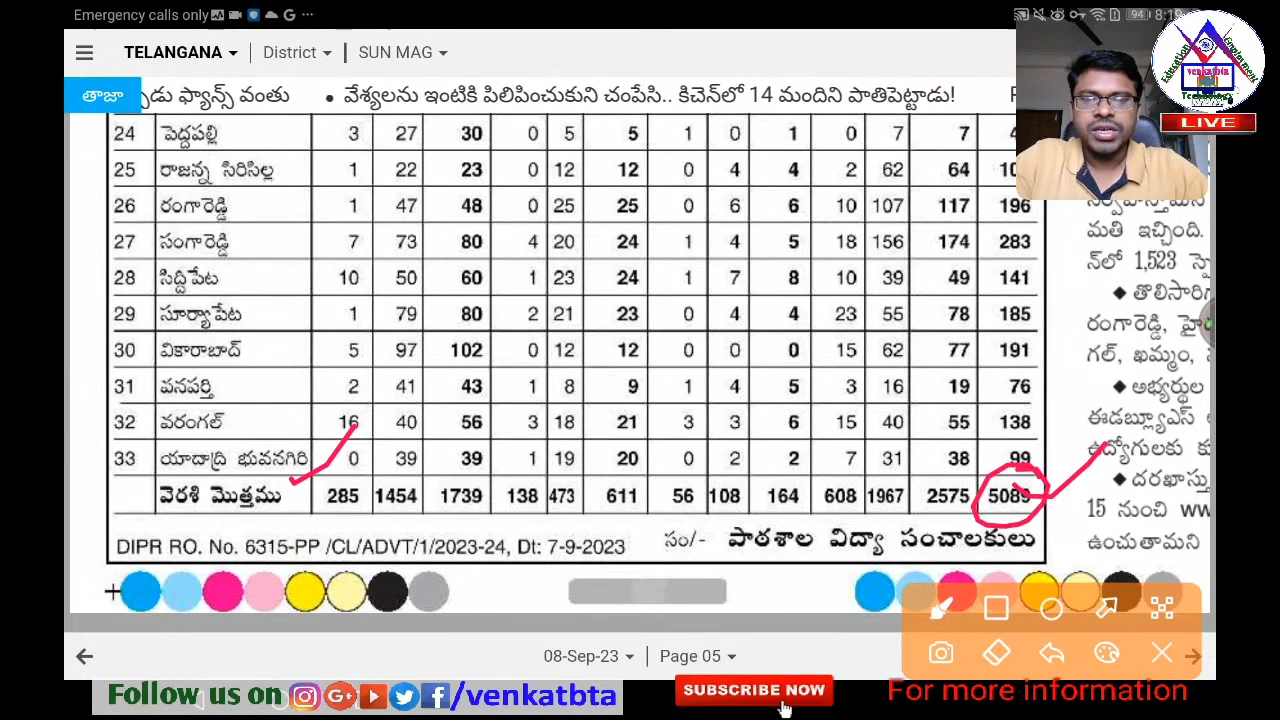 Emergency calls only
94 8:19
TELANGANA District SUN MAG
Education Employment
venkatbta
LIVE
తాజా ప్పుడు ఫ్యాన్స్ వంతు • వేశ్యలను ఇంటికి పిలిపించుకుని చంపేసి.. కిచెన్‌లో 14 మందిని పాతిపెట్టాడు!
24 పెద్దపల్లి 3 27 30 0 5 5 1 0 1 0 7 7
25 రాజన్న సిరిసిల్ల 1 22 23 0 12 12 0 4 4 2 62 64
26 రంగారెడ్డి 1 47 48 0 25 25 0 6 6 10 107 117 196
27 సంగారెడ్డి 7 73 80 4 20 24 1 4 5 18 156 174 283
28 సిద్దిపేట 10 50 60 1 23 24 1 7 8 10 39 49 141
29 సూర్యాపేట 1 79 80 2 21 23 0 4 4 23 55 78 185
30 వికారాబాద్ 5 97 102 0 12 12 0 0 0 15 62 77 191
31 వనపర్తి 2 41 43 1 8 9 1 4 5 3 16 19 76
32 వరంగల్ 16 40 56 3 18 21 3 3 6 15 40 55 138
33 యాదాద్రి భువనగిరి 0 39 39 1 19 20 0 2 2 7 31 38 99
వెరశి మొత్తము 285 1454 1739 138 473 611 56 108 164 608 1967 2575 5089
DIPR RO. No. 6315-PP /CL/ADVT/1/2023-24, Dt: 7-9-2023 సం/- పాఠశాల విద్యా సంచాలకులు
మతి ఇచ్చింది.
న్‌లో 1,523
◆ తొలిసారిగ
రంగారెడ్డి,
గల్, ఖమ్మం,
◆ అభ్యర్థుల
ఈడబ్ల్యూఎస్
ఉద్యోగులకు
◆ దరఖాస్తు
15 నుంచి ww
ఉంచుతామని
08-Sep-23 Page 05
Follow us on /venkatbta
SUBSCRIBE NOW
For more information